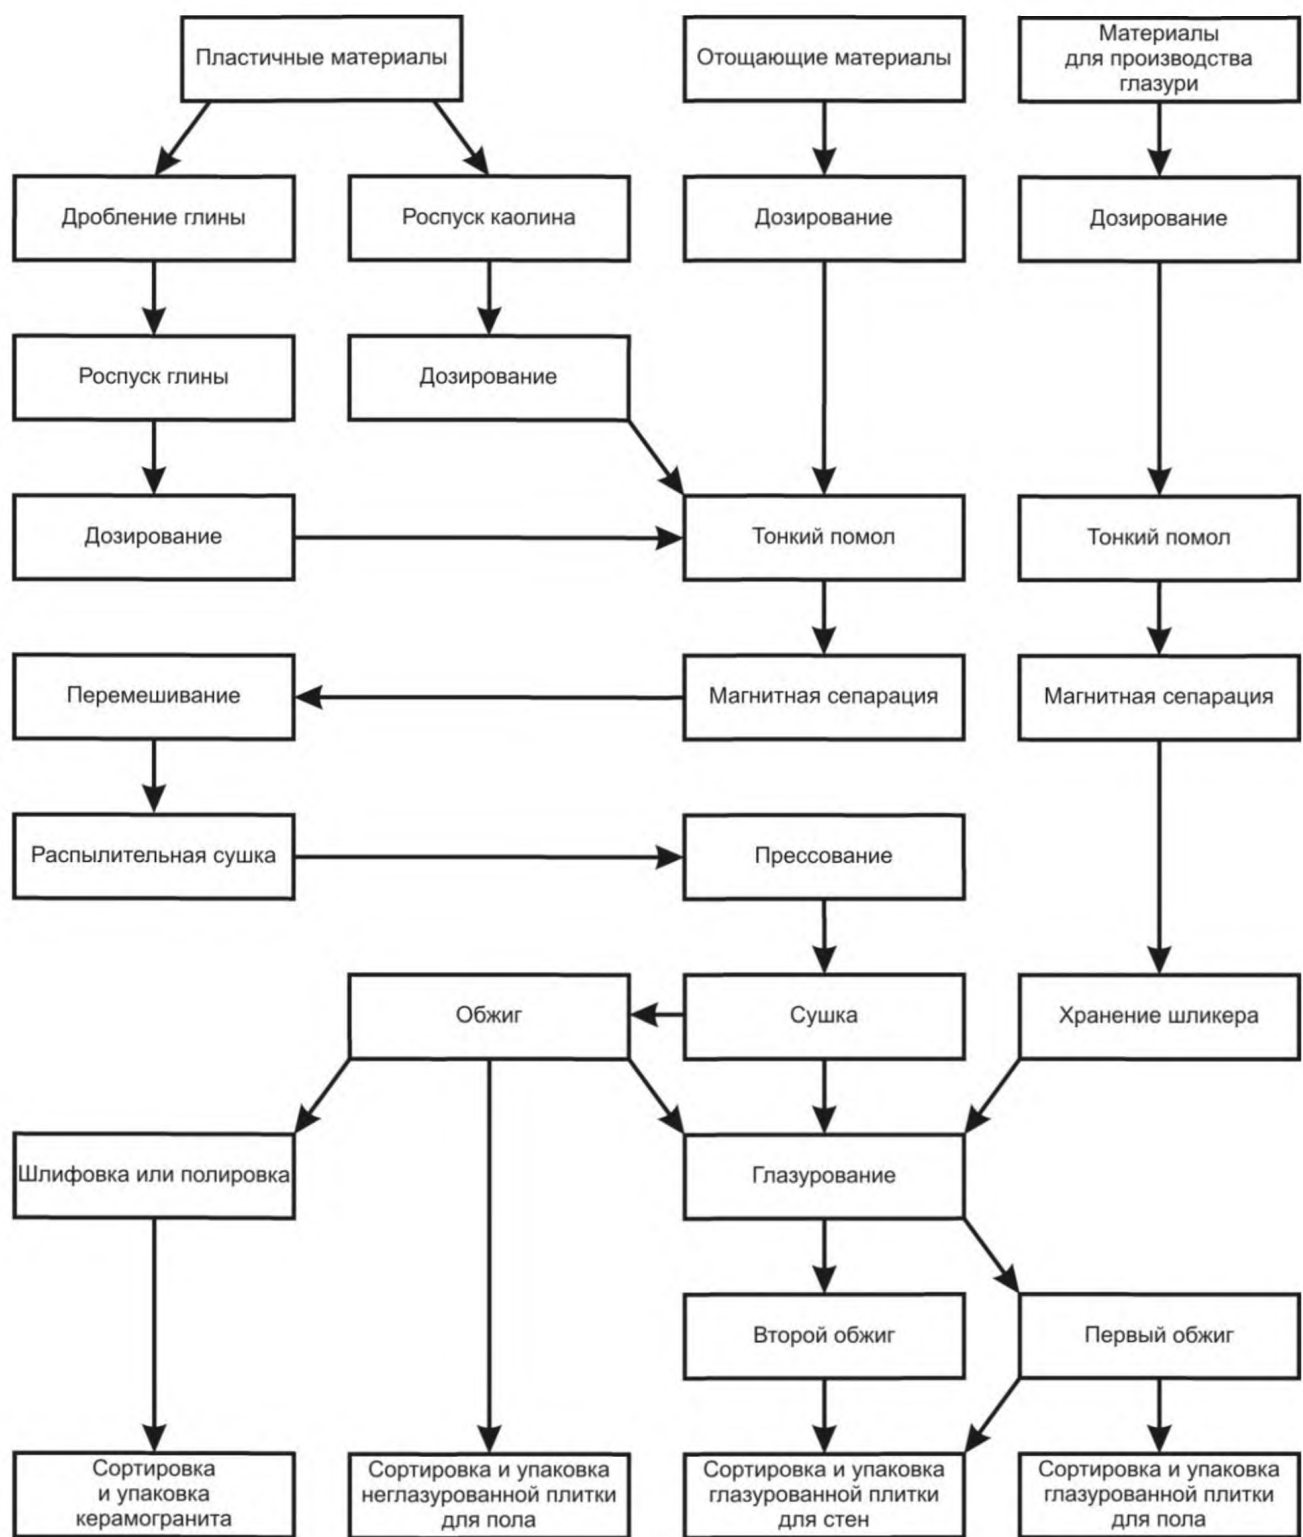 Пластичные материалы
Отощающие материалы
Материалы
для производства
глазури
Дробление глины
Роспуск каолина
Дозирование
Дозирование
Роспуск глины
Дозирование
Дозирование
Тонкий помол
Тонкий помол
Перемешивание
Магнитная сепарация
Магнитная сепарация
Распылительная сушка
Прессование
Обжиг
Сушка
Хранение шликера
Шлифовка или полировка
Глазурование
Второй обжиг
Первый обжиг
Сортировка
и упаковка
керамогранита
Сортировка и упаковка
неглазурованной плитки
для пола
Сортировка и упаковка
глазурованной плитки
для стен
Сортировка и упаковка
глазурованной плитки
для пола